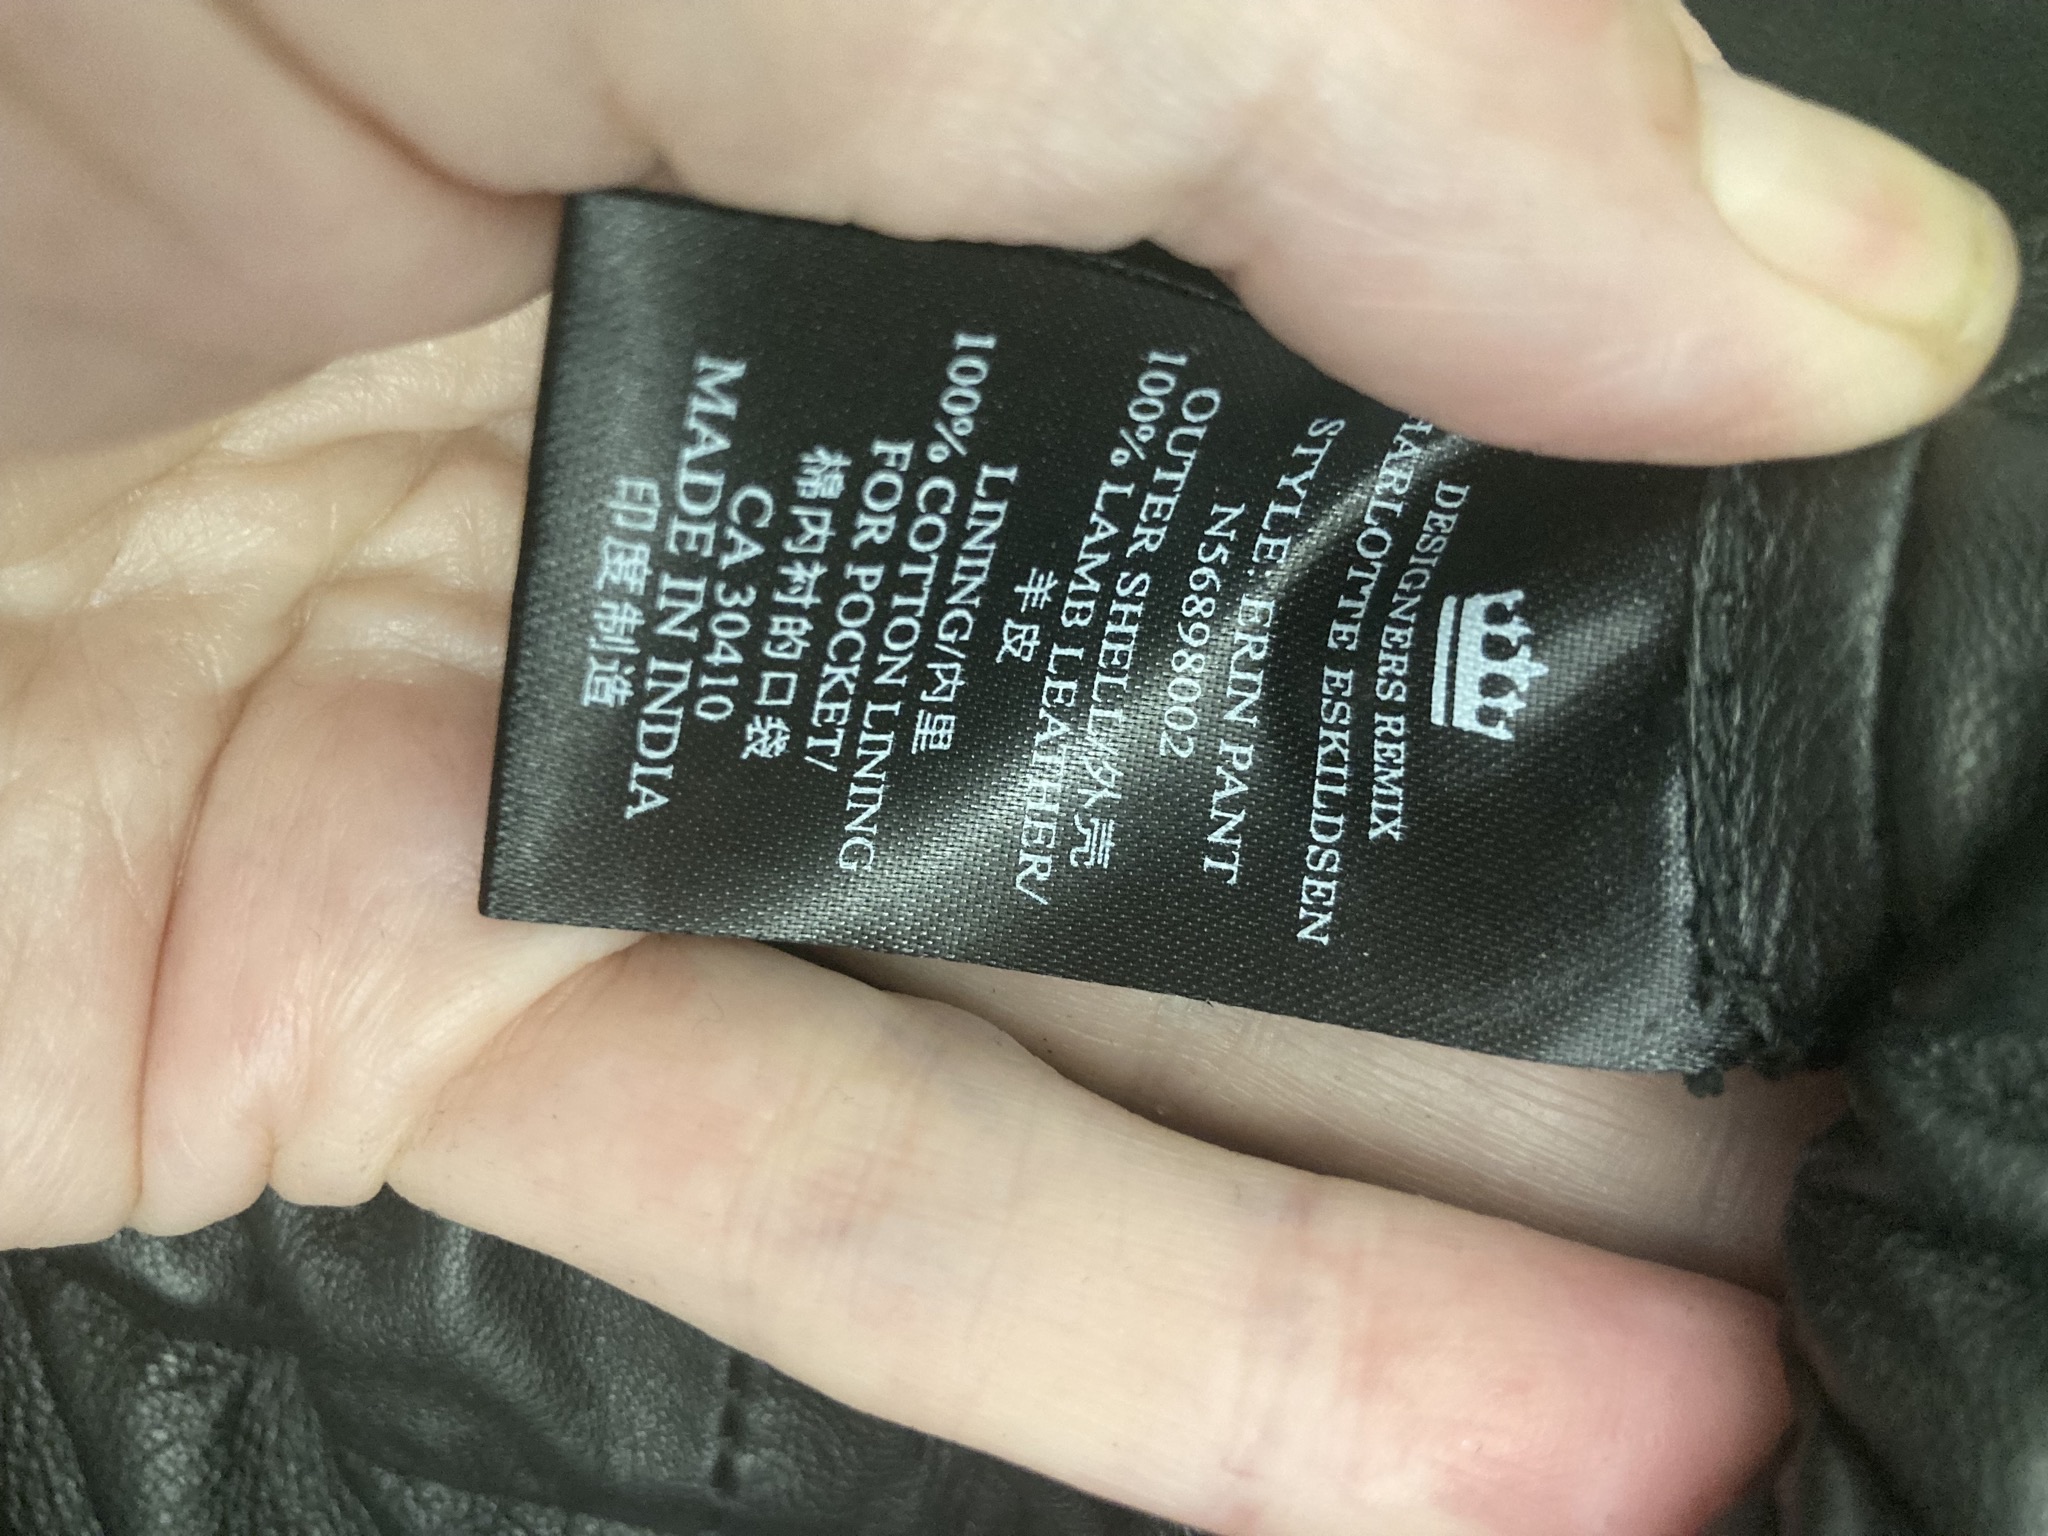 DESIGNERS REMIX
HARLOTTE ESKILDSEN
STYLE: ERIN PANT
N56898002
OUTER SHELL/外壳
100% LAMB LEATHER/
羊皮
LINING/内里
100% COTTON LINING
FOR POCKET/
棉内衬的口袋
CA 30410
MADE IN INDIA
印度制造